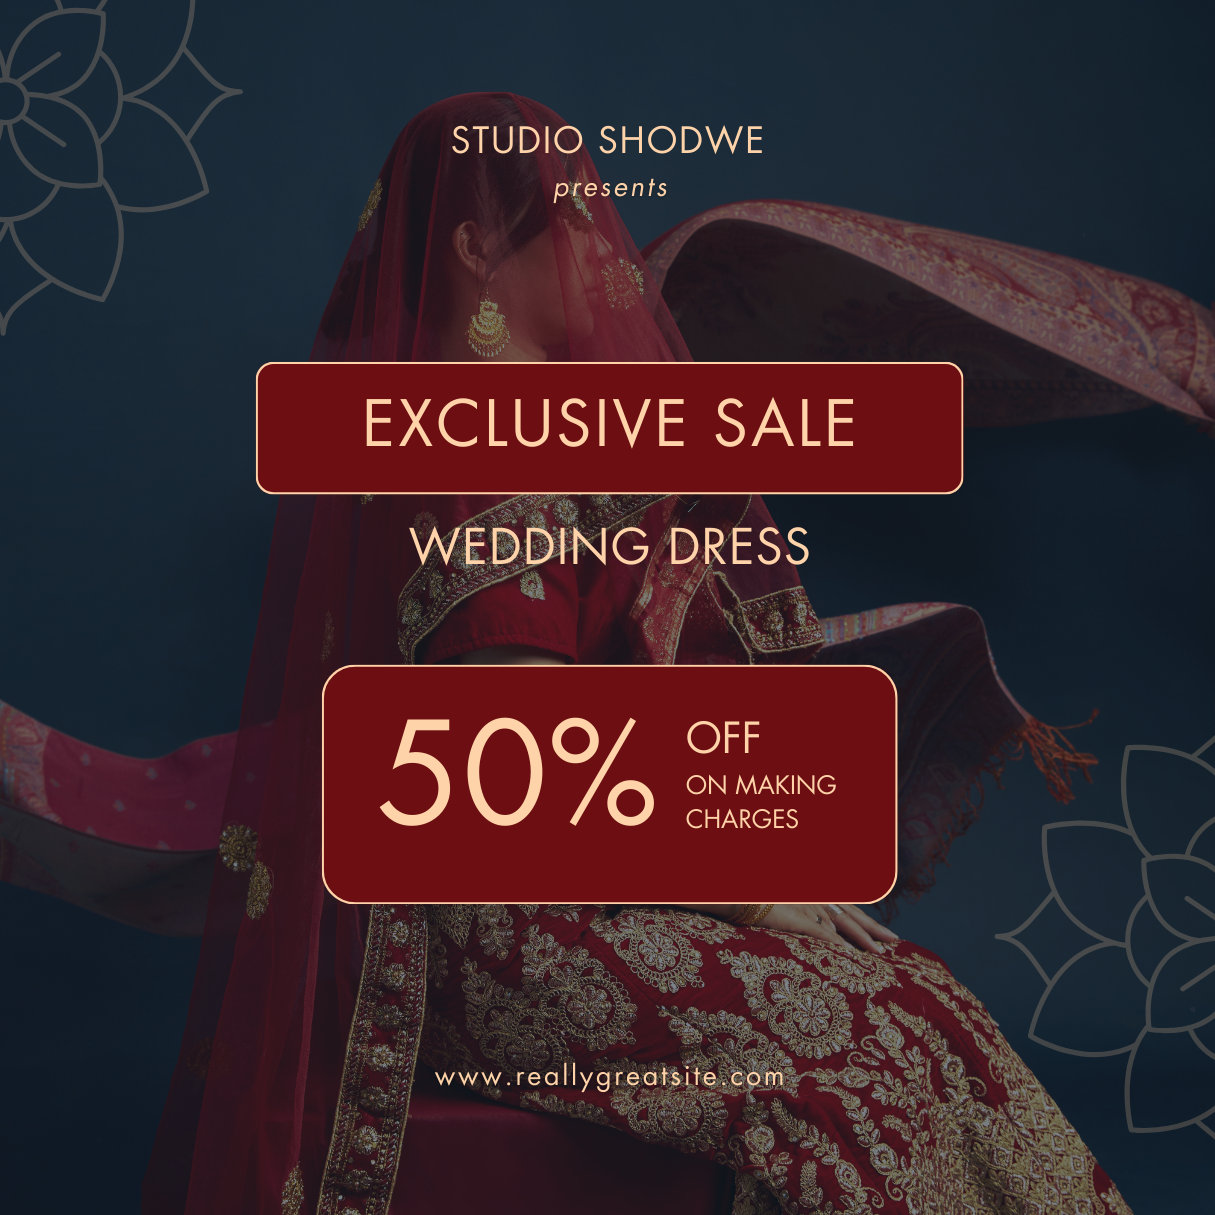 STUDIO SHODWE
presents
EXCLUSIVE SALE
WEDDING DRESS
50%
OFF
ON MAKING
CHARGES
www.reallygreatsite.com